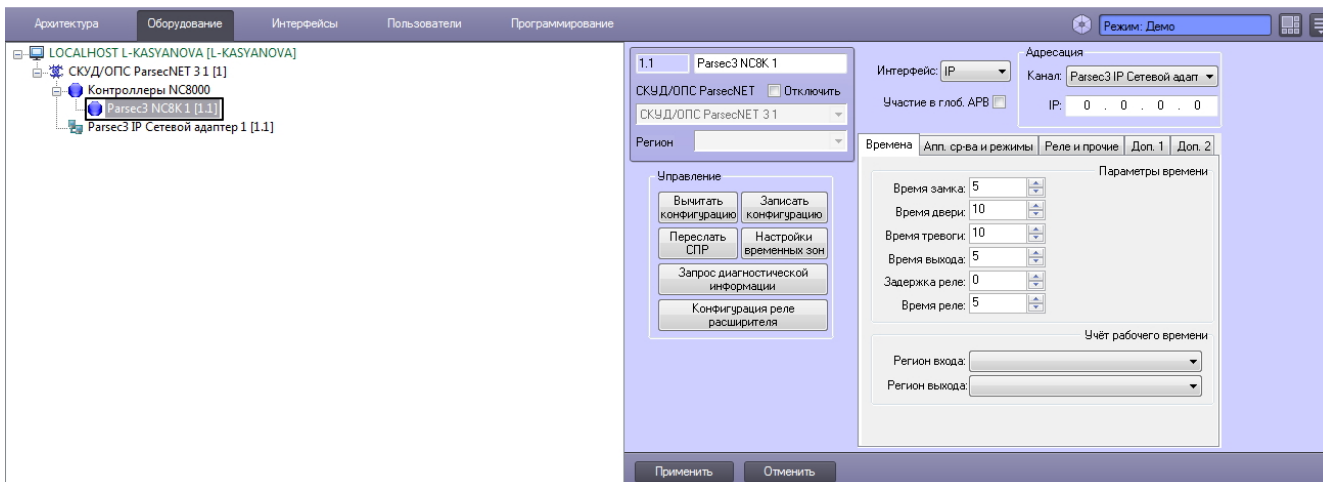 Архитектура Оборудование Интерфейсы Пользователи Программирование Режим: Демо
LOCALHOST L-KASYANOVA [L-KASYANOVA]
СКУД/ОПС ParsecNET 3 1 [1]
Контроллеры NC8000
Parsec3 NC8K 1 [1.1]
Parsec3 IP Сетевой адаптер 1 [1.1]
1.1 Parsec3 NC8K 1
СКУД/ОПС ParsecNET Отключить
СКУД/ОПС ParsecNET 3 1
Регион
Управление
Вычитать конфигурацию
Записать конфигурацию
Переслать СПР
Настройки временных зон
Запрос диагностической информации
Конфигурация реле расширителя
Интерфейс: IP
Участие в глоб. APB
Адресация
Канал: Parsec3 IP Сетевой адап
IP: 0 . 0 . 0 . 0
Времена Апп. ср-ва и режимы Реле и прочие Доп. 1 Доп. 2
Параметры времени
Время замка: 5
Время двери: 10
Время тревоги: 10
Время выхода: 5
Задержка реле: 0
Время реле: 5
Учёт рабочего времени
Регион входа:
Регион выхода:
Применить Отменить